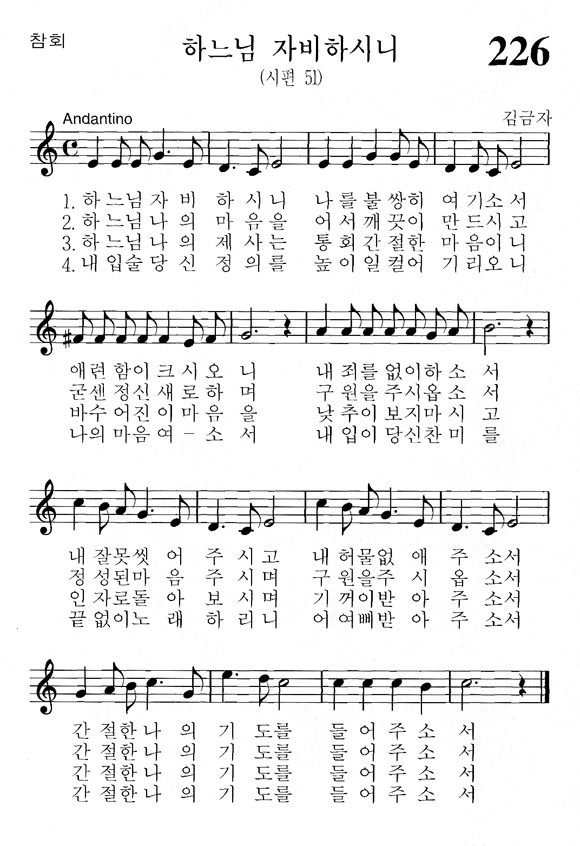 참회
하느님 자비하시니
226
(시편 51)
Andantino
김금자
1. 하느님자비 하시니 나를불쌍히 여기소서
2. 하느님나의 마음을 어서깨끗이 만드시고
3. 하느님나의 제사는 통회간절한 마음이니
4. 내입술당신 정의를 높이일컬어 기리오니
애련함이크시오니 내죄를없이하소서
굳센정신새로하며 구원을주시옵소서
바수어진이마음을 낮추이보지마시고
나의마음여–소서 내입이당신찬미를
내잘못씻어주시고 내허물없애주소서
정성된마음주시며 구원을주시옵소서
인자로돌아보시며 기꺼이받아주소서
끝없이노래하리니 어여삐받아주소서
간절한나의기도를 들어주소서
간절한나의기도를 들어주소서
간절한나의기도를 들어주소서
간절한나의기도를 들어주소서